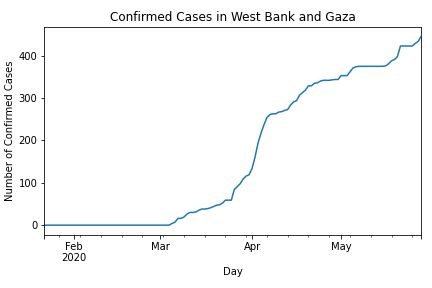 Confirmed Cases in West Bank and Gaza
Number of Confirmed Cases
400
300
200
100
0
Feb
2020
Mar
Apr
May
Day